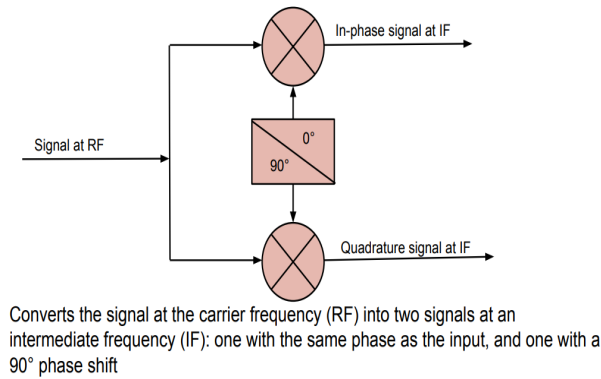 In-phase signal at IF
0°
Signal at RF
90°
Quadrature signal at IF
Converts the signal at the carrier frequency (RF) into two signals at an
intermediate frequency (IF): one with the same phase as the input, and one with a
90° phase shift